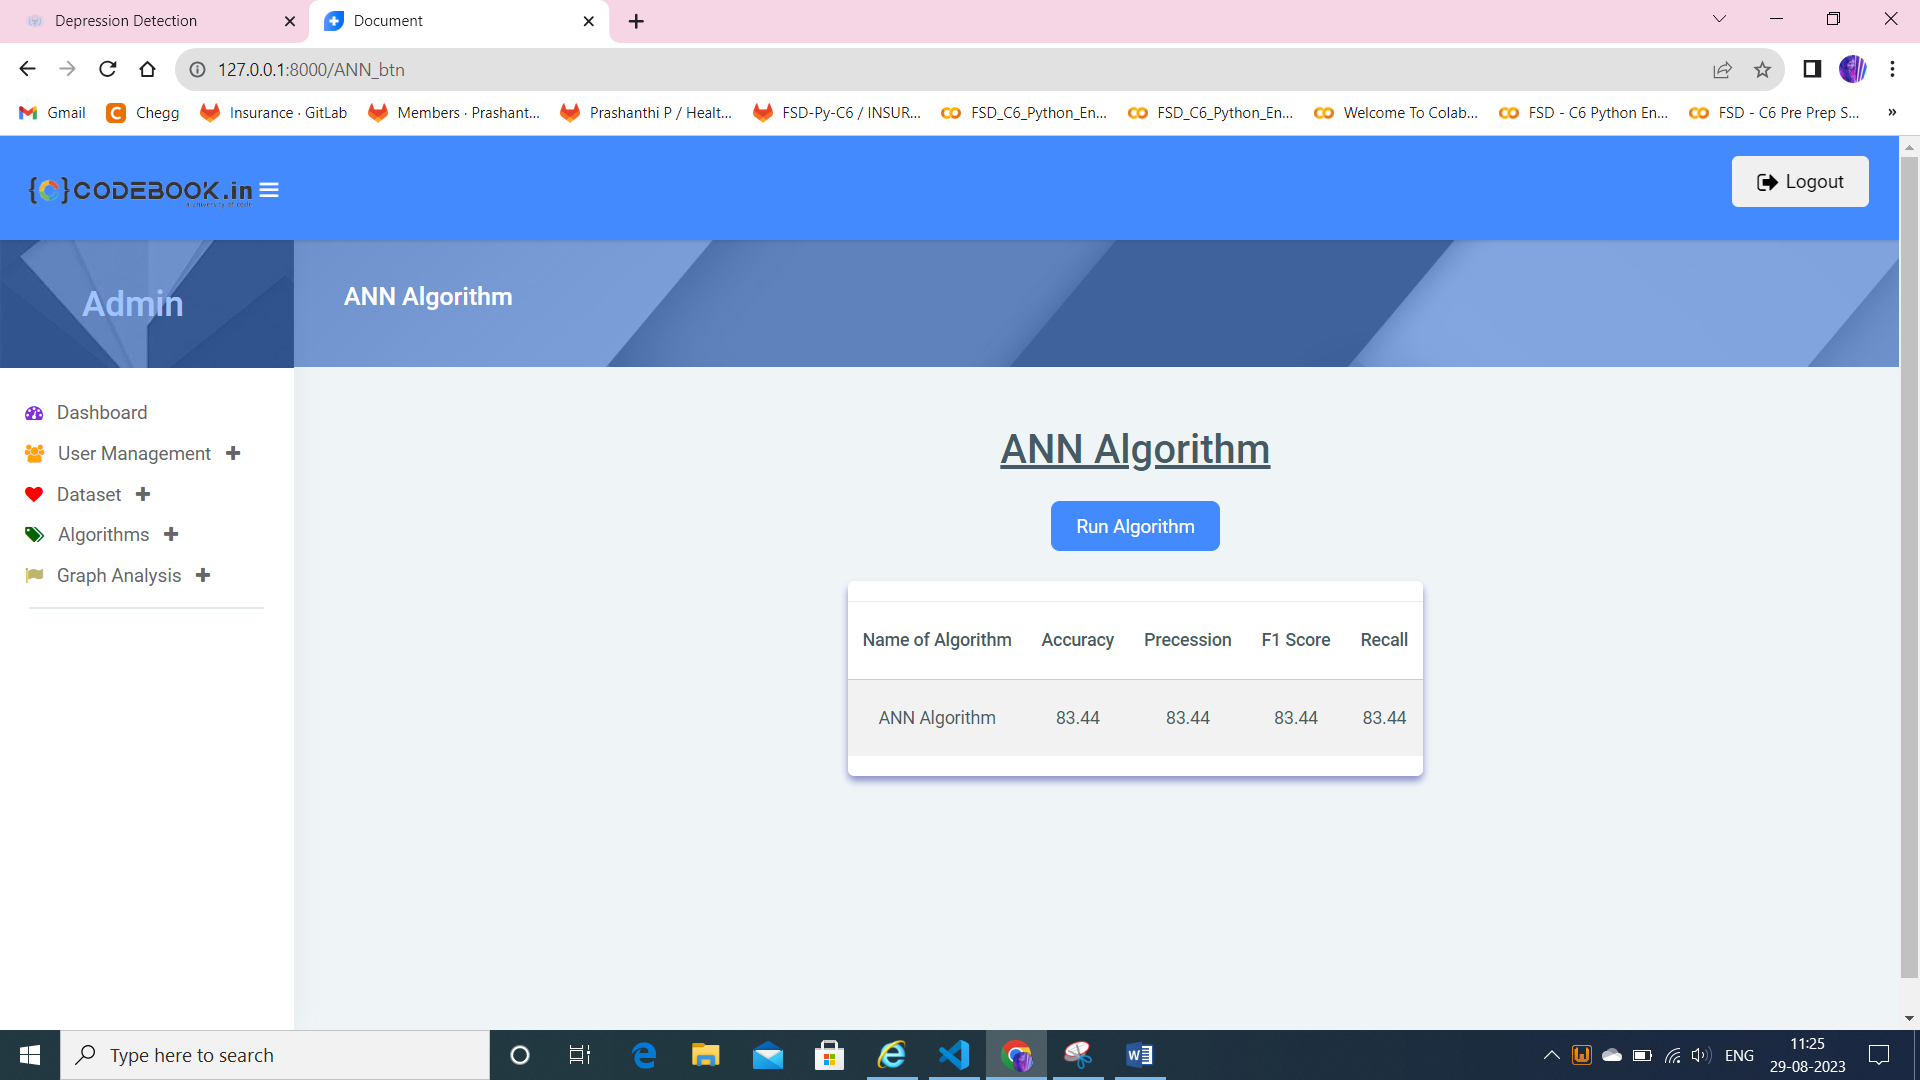 Depression Detection
Document
127.0.0.1:8000/ANN_btn
Gmail
Chegg
Insurance · GitLab
Members · Prashant...
Prashanthi P / Healt...
FSD-Py-C6 / INSUR...
FSD_C6_Python_En...
FSD_C6_Python_En...
Welcome To Colab...
FSD - C6 Python En...
FSD - C6 Pre Prep S...
»
{C}CODEBOOK.in
a university of code
Logout
Admin
ANN Algorithm
Dashboard
User Management
Dataset
Algorithms
Graph Analysis
ANN Algorithm
Run Algorithm
Name of Algorithm Accuracy Precession F1 Score Recall
ANN Algorithm 83.44 83.44 83.44 83.44
Type here to search
ENG
11:25
29-08-2023